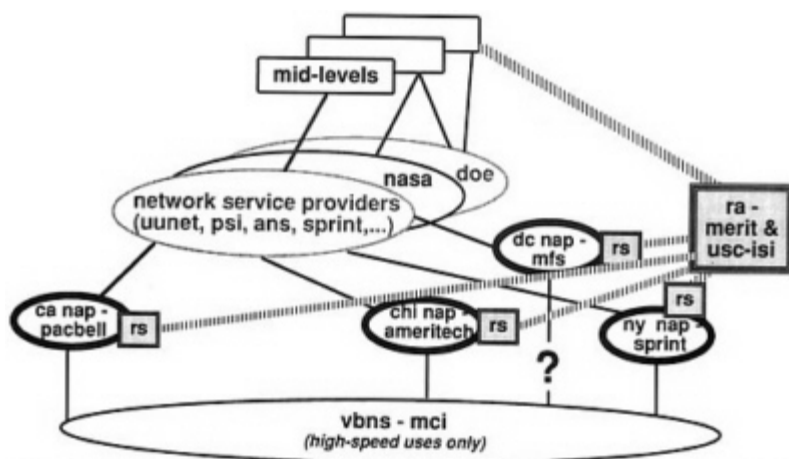 mid-levels
doe
nasa
network service providers
(uunet, psi, ans, sprint,...)
ra -
merit &
usc-isi
dc nap -
mfs
rs
rs
ca nap -
pacbell
rs
chi nap -
ameritech
rs
ny nap -
sprint
?
vbns - mci
(high-speed uses only)